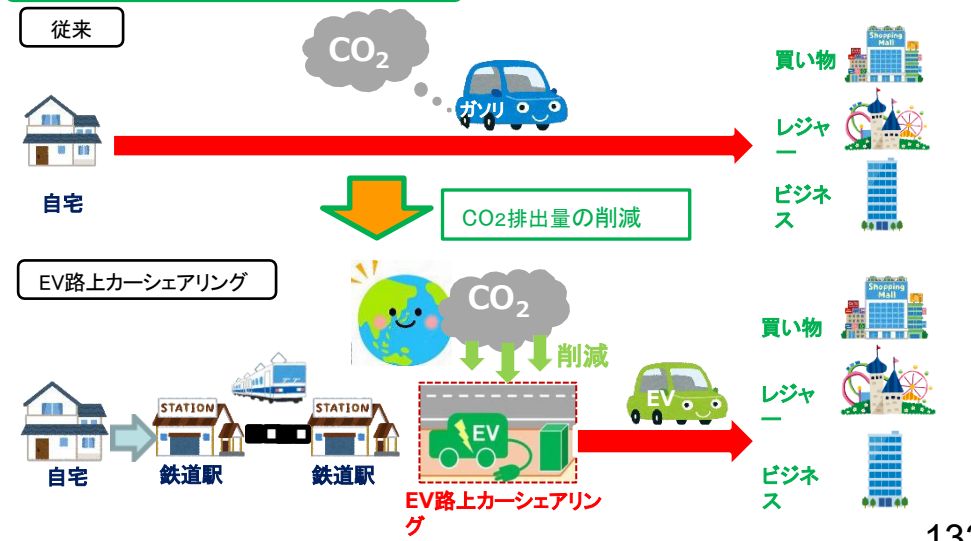 従来
CO2
ガソリ
買い物
Shopping
Mall
レジャ
ー
自宅
ビジネ
ス
CO2排出量の削減
EV路上カーシェアリング
CO2
削減
Shopping
Mall
買い物
EV
レジャ
ー
STATION
STATION
EV
自宅
鉄道駅
鉄道駅
ビジネ
ス
EV路上カーシェアリン
グ